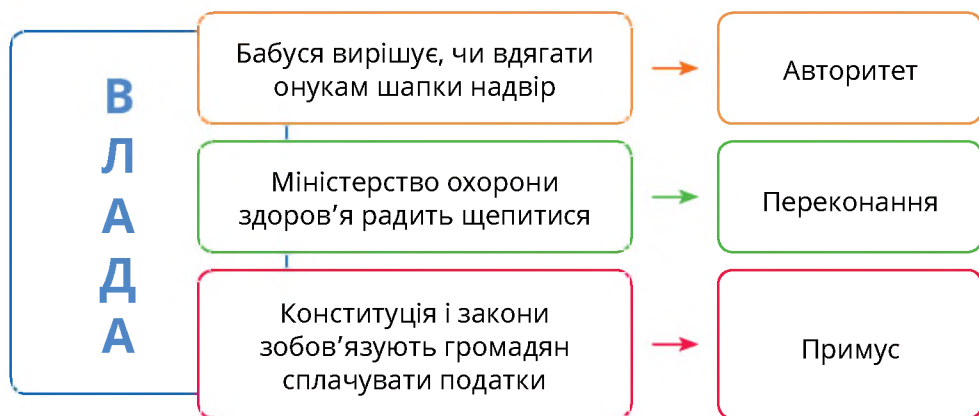 ВЛАДА
Бабуся вирішує, чи вдягати
онукам шапки надвір
Авторитет
Міністерство охорони
здоров’я радить щепитися
Переконання
Конституція і закони
зобов’язують громадян
сплачувати податки
Примус